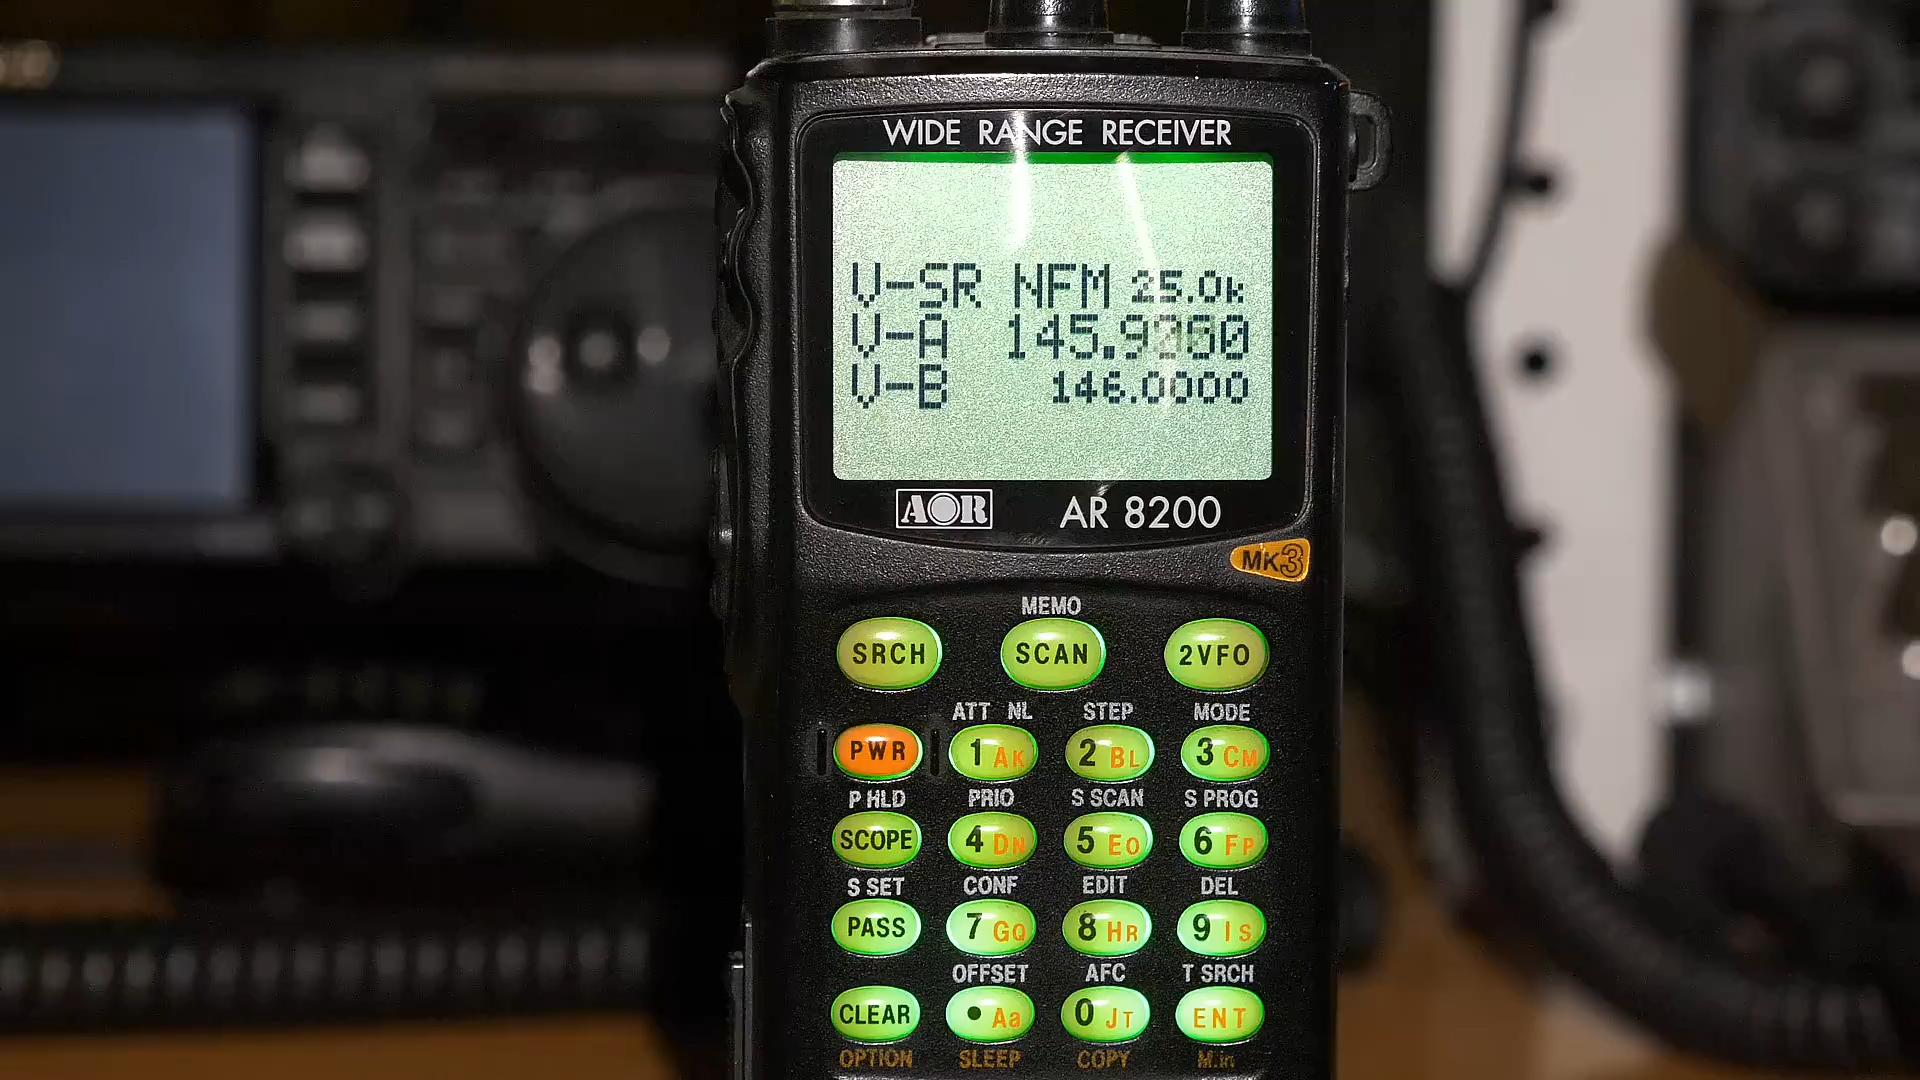 WIDE RANGE RECEIVER
V-SR NFM 25.0k
V-A
V-B 146.0000
AOR AR 8200
MK3
MEMO
SRCH SCAN 2VFO
ATT NL STEP MODE
PWR 1 AK 2 BL 3 CM
P HLD PRIO S SCAN S PROG
SCOPE 4 DN 5 EO 6 FP
S SET CONF EDIT DEL
PASS 7 GQ 8 HR 9 IS
OFFSET AFC T SRCH
CLEAR • Aa 0 JT ENT
OPTION SLEEP COPY M.in